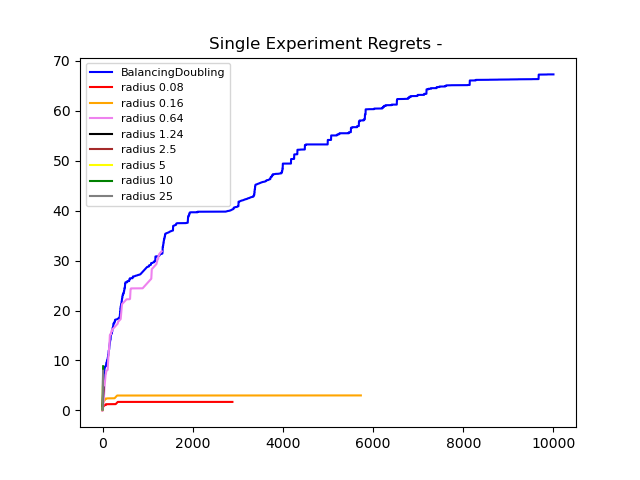 Single Experiment Regrets -
70
60
50
40
30
20
10
0
BalancingDoubling
radius 0.08
radius 0.16
radius 0.64
radius 1.24
radius 2.5
radius 5
radius 10
radius 25
0 2000 4000 6000 8000 10000